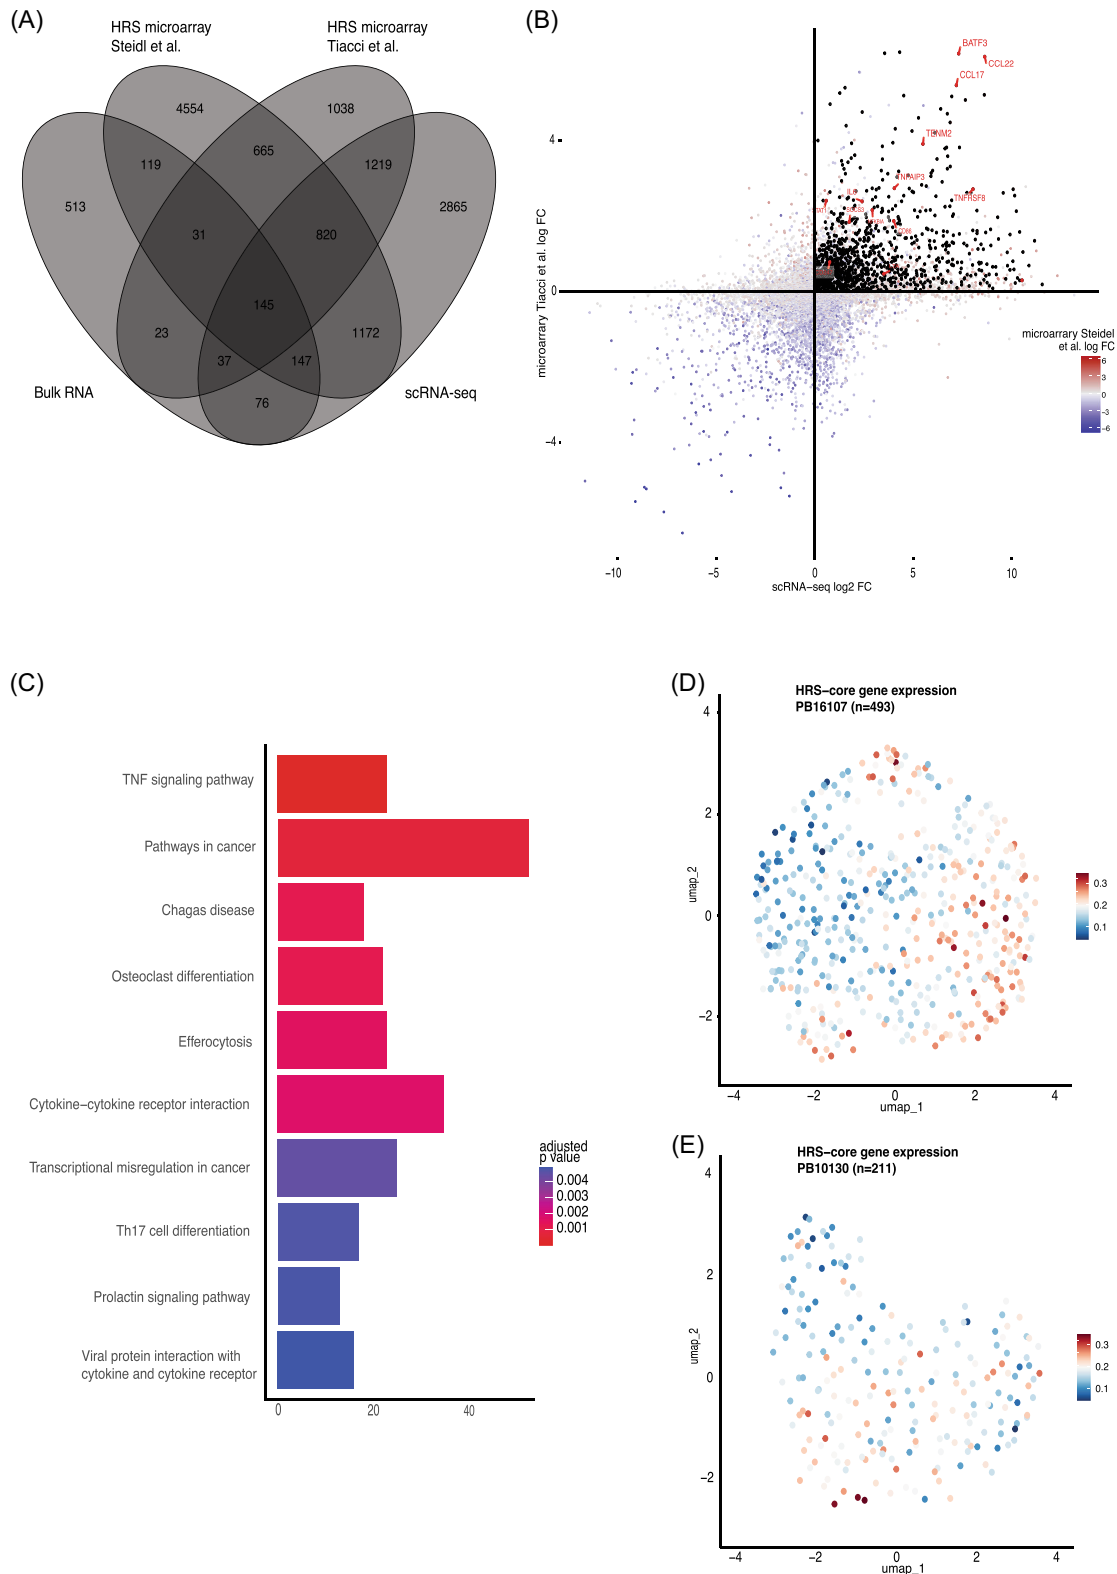 (A)
HRS microarray
Steidl et al.
HRS microarray
Tiacci et al.
4554
1038
119
665
1219
513
2865
31
820
145
23
1172
37
147
76
Bulk RNA
scRNA-seq
(B)
BATF3
CCL22
CCL17
TENM2
TNFAIP3
TNFRSF8
IL6
SOCS3
CD86
4
0
−4
microarrary Tiacci et al. log FC
−10
−5
0
5
10
scRNA−seq log2 FC
microarrary Steidel
et al. log FC
6
3
0
−3
−6
(C)
TNF signaling pathway
Pathways in cancer
Chagas disease
Osteoclast differentiation
Efferocytosis
Cytokine−cytokine receptor interaction
Transcriptional misregulation in cancer
Th17 cell differentiation
Prolactin signaling pathway
Viral protein interaction with
cytokine and cytokine receptor
0
20
40
adjusted
p value
0.004
0.003
0.002
0.001
(D)
HRS−core gene expression
PB16107 (n=493)
4
2
0
−2
umap_2
−4
−2
0
2
4
umap_1
0.3
0.2
0.1
(E)
HRS−core gene expression
PB10130 (n=211)
4
2
0
−2
umap_2
−4
−2
0
2
4
umap_1
0.3
0.2
0.1